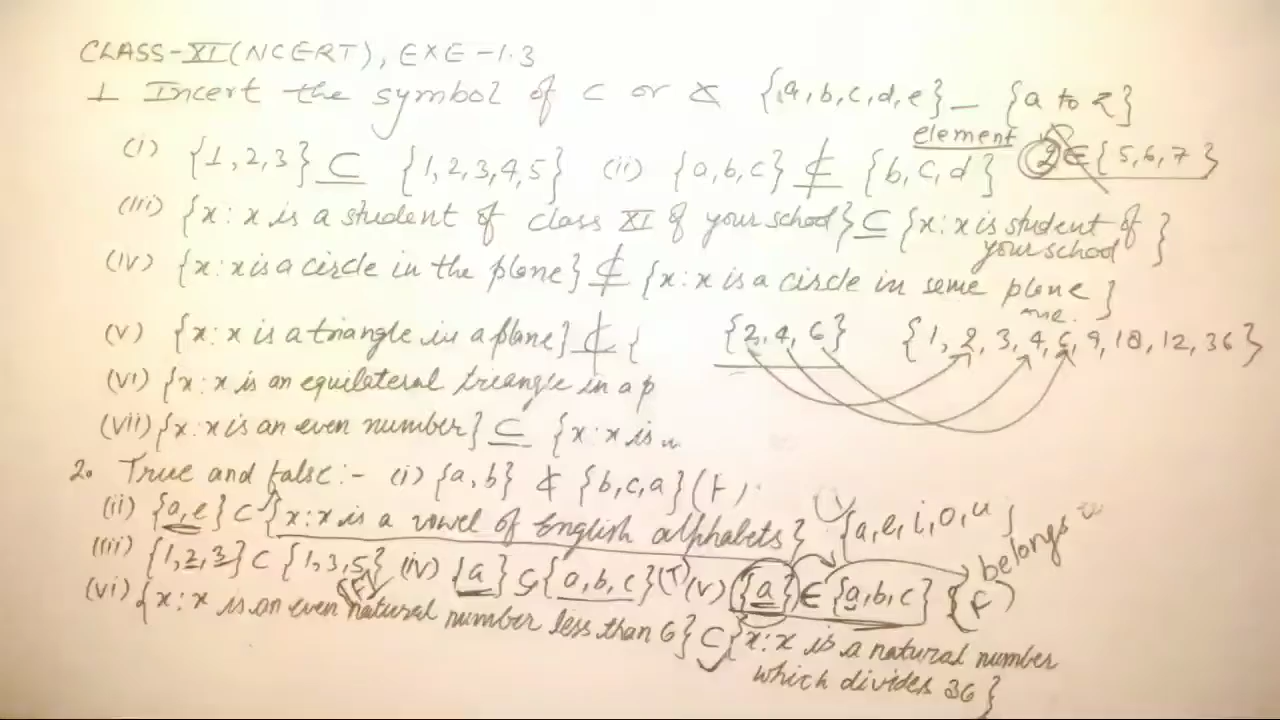 CLASS-XI(NCERT), EXE-1.3
1 Incert the symbol of ⊂ or ⊄ {a,b,c,d,e} _ {a to z}
element
(i) {1,2,3} ⊆ {1,2,3,4,5} (ii) {a,b,c} ⊄ {b,c,d} 2∈{5,6,7}
(iii) {x:x is a student of class XI of your school} ⊆ {x:x is student of your school}
(iv) {x:x is a circle in the plane} ⊄ {x:x is a circle in same plane}
(v) {x:x is a triangle in a plane} ⊄ { {2,4,6} {1,2,3,4,6,9,18,12,36}
(vi) {x:x is an equilateral triangle in a p
(vii) {x:x is an even number} ⊆ {x:x is
2. True and false:- (i) {a,b} ⊄ {b,c,a} (F)
(ii) {a,e} ⊂ {x:x is a vowel of English alphabets} {a,e,i,o,u}
belongs
(iii) {1,2,3} ⊂ {1,3,5} (F) (iv) {a} ⊆ {a,b,c} (T) (v) {a} ∈ {a,b,c} (F)
(vi) {x:x is an even natural number less than 6} ⊂ {x:x is a natural number
which divides 36}